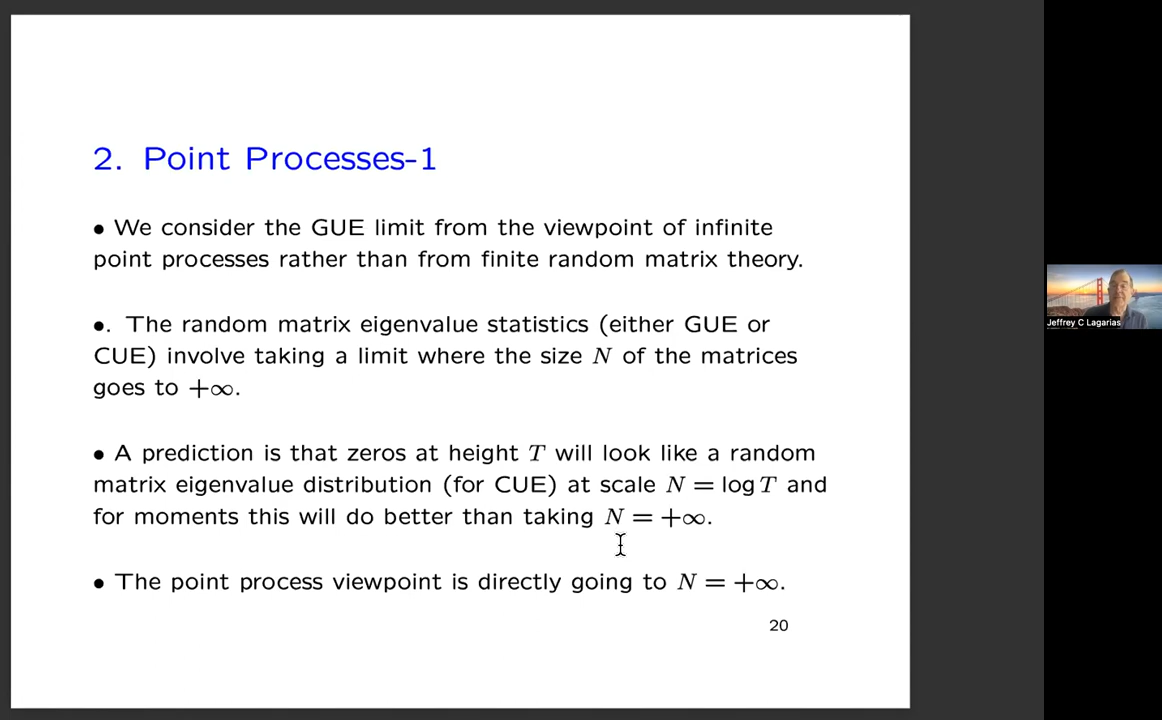 2. Point Processes-1
• We consider the GUE limit from the viewpoint of infinite
point processes rather than from finite random matrix theory.
•. The random matrix eigenvalue statistics (either GUE or
CUE) involve taking a limit where the size N of the matrices
goes to +∞.
• A prediction is that zeros at height T will look like a random
matrix eigenvalue distribution (for CUE) at scale N = log T and
for moments this will do better than taking N = +∞.
• The point process viewpoint is directly going to N = +∞.
20
Jeffrey C Lagarias